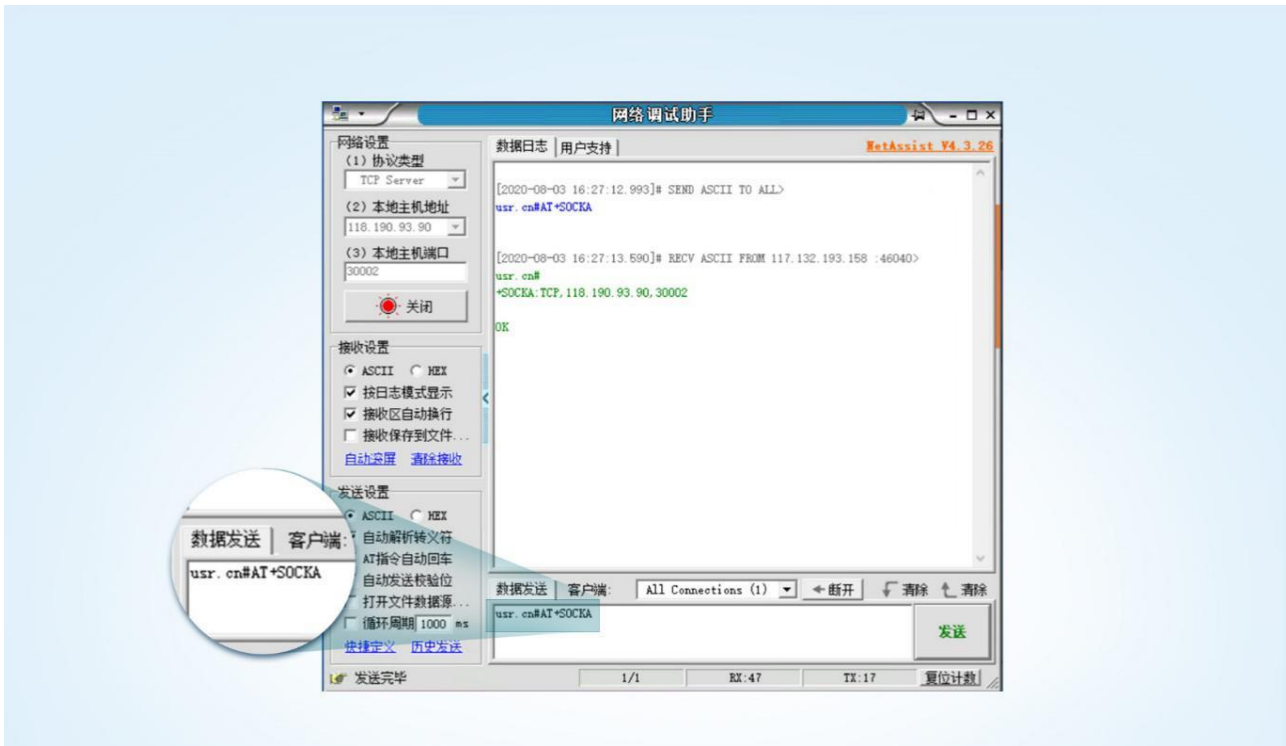 网络调试助手
网络设置
(1) 协议类型
TCP Server
(2) 本地主机地址
118.190.93.90
(3) 本地主机端口
30002
关闭
接收设置
ASCII HEX
按日志模式显示
接收区自动换行
接收保存到文件...
自动滚屏 清除接收
发送设置
ASCII HEX
自动解析转义符
AT指令自动回车
自动发送校验位
打开文件数据源...
循环周期 1000 ms
快捷定义 历史发送
数据发送 客户端:
usr.cn#AT+SOCKA
数据日志 用户支持
NetAssist V4.3.26
[2020-08-03 16:27:12.993]# SEND ASCII TO ALL>
usr.cn#AT+SOCKA
[2020-08-03 16:27:13.590]# RECV ASCII FROM 117.132.193.158 :46040>
usr.cn#
+SOCKA:TCP,118.190.93.90,30002
OK
数据发送 客户端: All Connections (1) 断开 清除 清除
usr.cn#AT+SOCKA
发送
发送完毕 1/1 RX:47 TX:17 复位计数